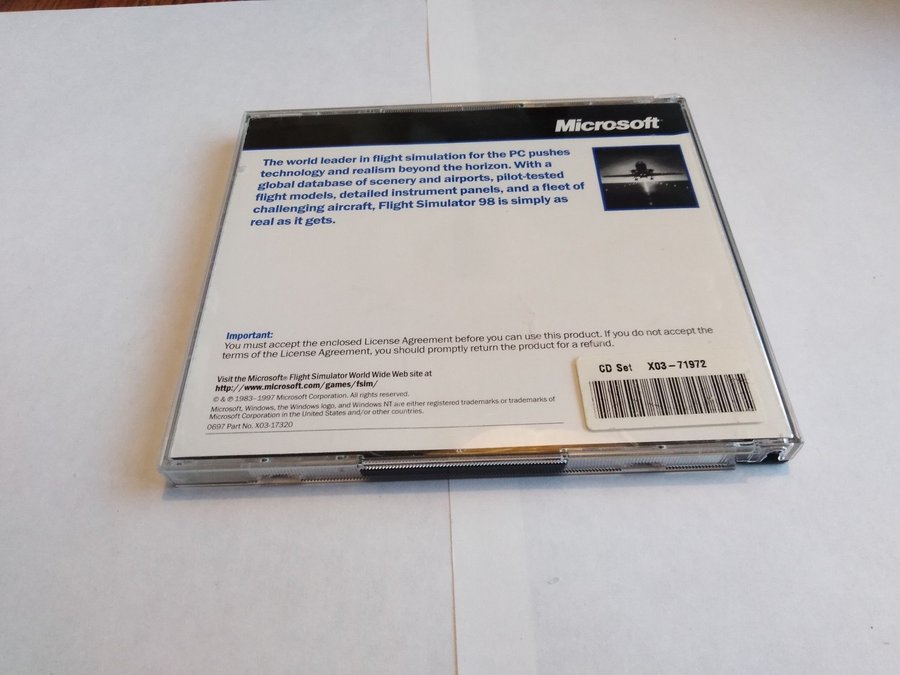 Microsoft
The world leader in flight simulation for the PC pushes
technology and realism beyond the horizon. With a
global database of scenery and airports, pilot-tested
flight models, detailed instrument panels, and a fleet of
challenging aircraft, Flight Simulator 98 is simply as
real as it gets.
Important:
You must accept the enclosed License Agreement before you can use this product. If you do not accept the
terms of the License Agreement, you should promptly return the product for a refund.
Visit the Microsoft® Flight Simulator World Wide Web site at
http://www.microsoft.com/games/fsim/
© & ℗ 1983–1997 Microsoft Corporation. All rights reserved.
Microsoft, Windows, the Windows logo, and Windows NT are either registered trademarks or trademarks of
Microsoft Corporation in the United States and/or other countries.
0697 Part No. X03-17320
CD Set X03-71972